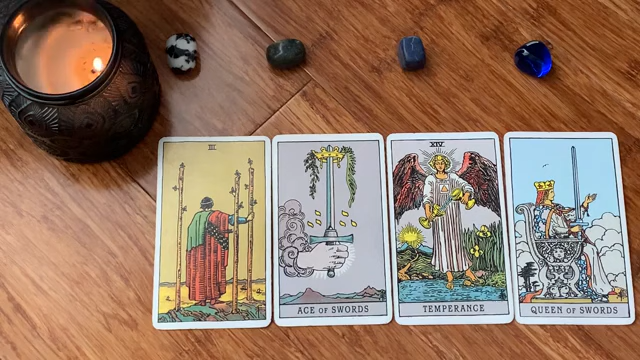 III
ACE OF SWORDS
XIV
TEMPERANCE
QUEEN OF SWORDS